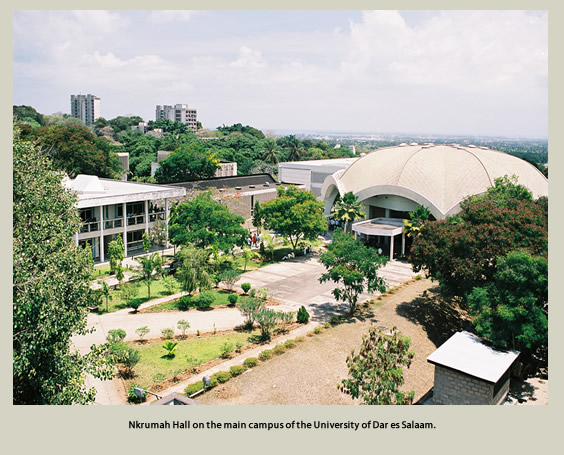 Nkrumah Hall on the main campus of the University of Dar es Salaam.